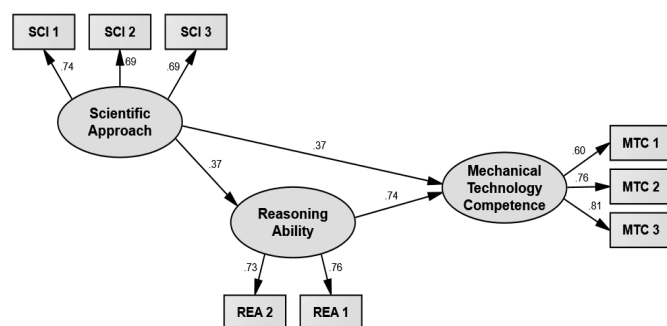 SCI 1
SCI 2
SCI 3
.74
.69
.69
Scientific
Approach
.37
.37
MTC 1
.60
Mechanical
Technology
Competence
.76
MTC 2
.81
MTC 3
.74
Reasoning
Ability
.73
.76
REA 2
REA 1